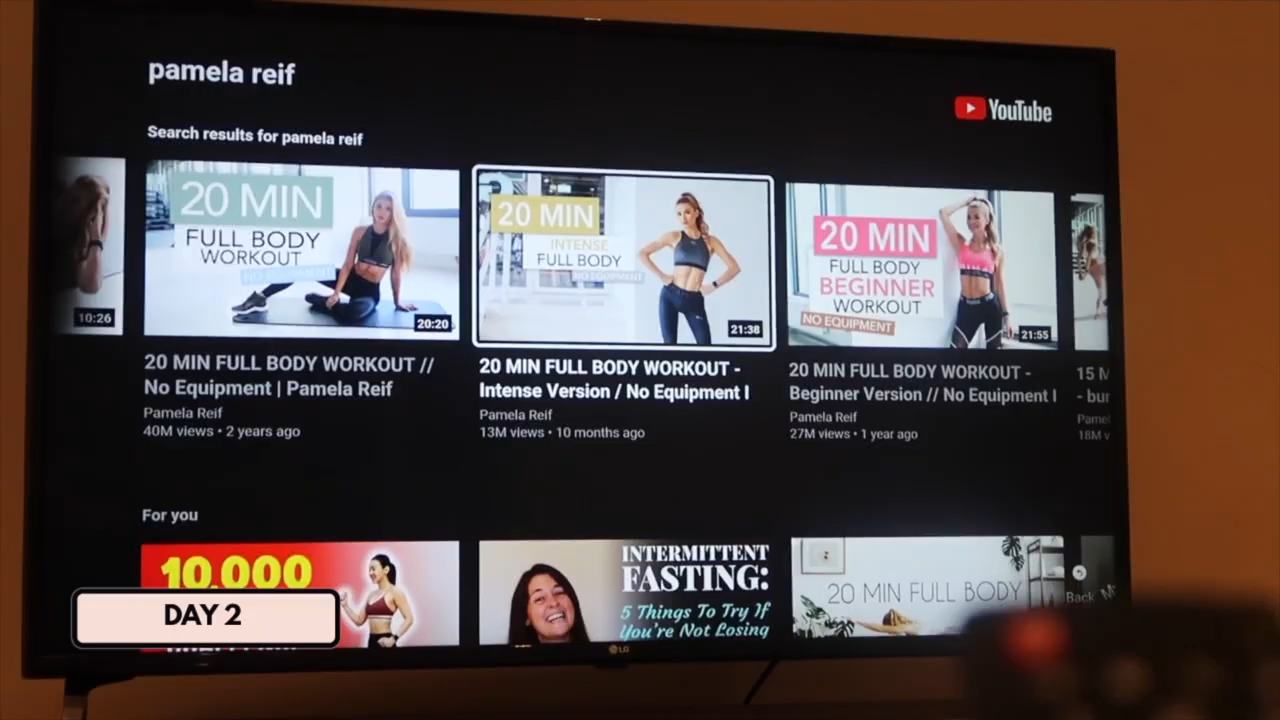 pamela reif
YouTube
Search results for pamela reif
10:26
20 MIN
FULL BODY
WORKOUT
NO EQUIPMENT
20:20
20 MIN
INTENSE
FULL BODY
NO EQUIPMENT
21:38
20 MIN
FULL BODY
BEGINNER
WORKOUT
NO EQUIPMENT
21:55
20 MIN FULL BODY WORKOUT //
No Equipment | Pamela Reif
Pamela Reif
40M views • 2 years ago
20 MIN FULL BODY WORKOUT -
Intense Version / No Equipment I
Pamela Reif
13M views • 10 months ago
20 MIN FULL BODY WORKOUT -
Beginner Version // No Equipment I
Pamela Reif
27M views • 1 year ago
15 M
- bur
Pamel
18M v
For you
10,000
INTERMITTENT
FASTING:
5 Things To Try If
You're Not Losing
20 MIN FULL BODY
Back
DAY 2
LG